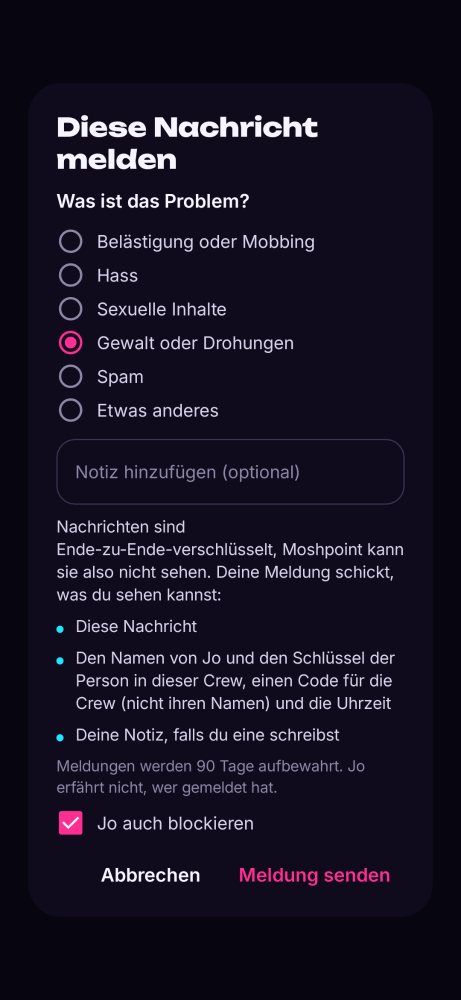 Diese Nachricht
melden
Was ist das Problem?
Belästigung oder Mobbing
Hass
Sexuelle Inhalte
Gewalt oder Drohungen
Spam
Etwas anderes
Notiz hinzufügen (optional)
Nachrichten sind
Ende-zu-Ende-verschlüsselt, Moshpoint kann
sie also nicht sehen. Deine Meldung schickt,
was du sehen kannst:
Diese Nachricht
Den Namen von Jo und den Schlüssel der
Person in dieser Crew, einen Code für die
Crew (nicht ihren Namen) und die Uhrzeit
Deine Notiz, falls du eine schreibst
Meldungen werden 90 Tage aufbewahrt. Jo
erfährt nicht, wer gemeldet hat.
Jo auch blockieren
Abbrechen
Meldung senden